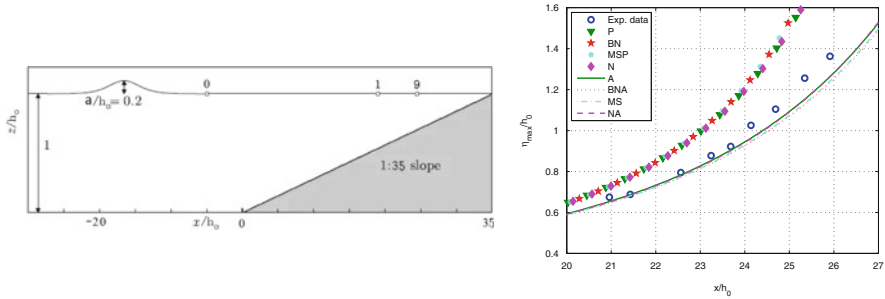 0
1
9
a/h₀= 0.2
z/h₀
1
1:35 slope
-20
x/h₀
0
35
Exp. data
P
BN
MSP
N
A
BNA
MS
NA
ηmax/h₀
1.6
1.4
1.2
1
0.8
0.6
0.4
20 21 22 23 24 25 26 27
x/h₀